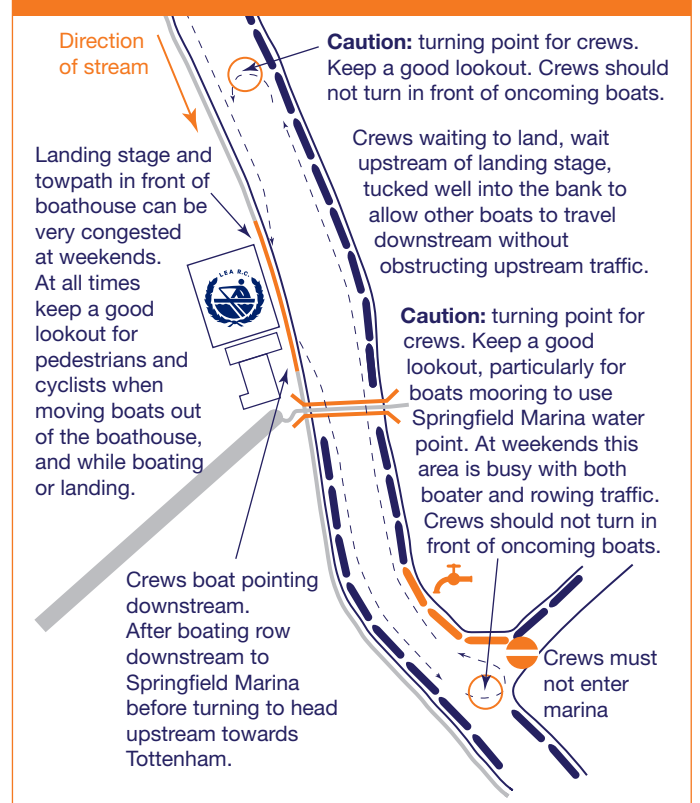 Direction
of stream
Caution: turning point for crews.
Keep a good lookout. Crews should
not turn in front of oncoming boats.
Crews waiting to land, wait
upstream of landing stage,
tucked well into the bank to
allow other boats to travel
downstream without
obstructing upstream traffic.
Landing stage and
towpath in front of
boathouse can be
very congested
at weekends.
At all times
keep a good
lookout for
pedestrians and
cyclists when
moving boats out
of the boathouse,
and while boating
or landing.
LEA R.C.
Caution: turning point for
crews. Keep a good
lookout, particularly for
boats mooring to use
Springfield Marina water
point. At weekends this
area is busy with both
boater and rowing traffic.
Crews should not turn in
front of oncoming boats.
Crews boat pointing
downstream.
After boating row
downstream to
Springfield Marina
before turning to head
upstream towards
Tottenham.
Crews must
not enter
marina